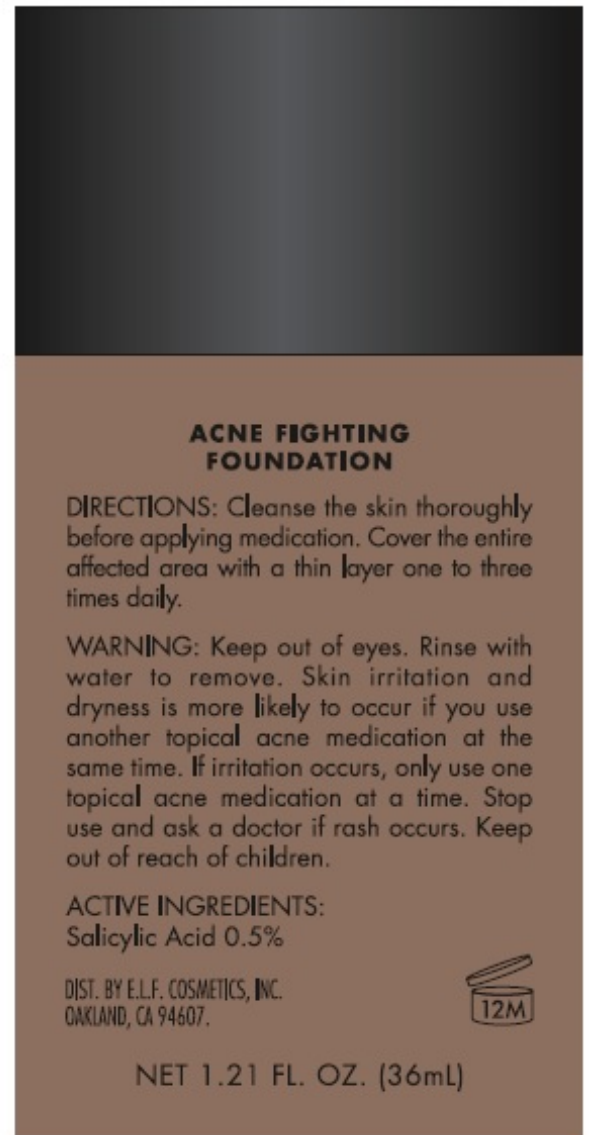 ACNE FIGHTING
FOUNDATION
DIRECTIONS: Cleanse the skin thoroughly
before applying medication. Cover the entire
affected area with a thin layer one to three
times daily.
WARNING: Keep out of eyes. Rinse with
water to remove. Skin irritation and
dryness is more likely to occur if you use
another topical acne medication at the
same time. If irritation occurs, only use one
topical acne medication at a time. Stop
use and ask a doctor if rash occurs. Keep
out of reach of children.
ACTIVE INGREDIENTS:
Salicylic Acid 0.5%
DIST. BY E.L.F. COSMETICS, INC.
OAKLAND, CA 94607.
12M
NET 1.21 FL. OZ. (36mL)